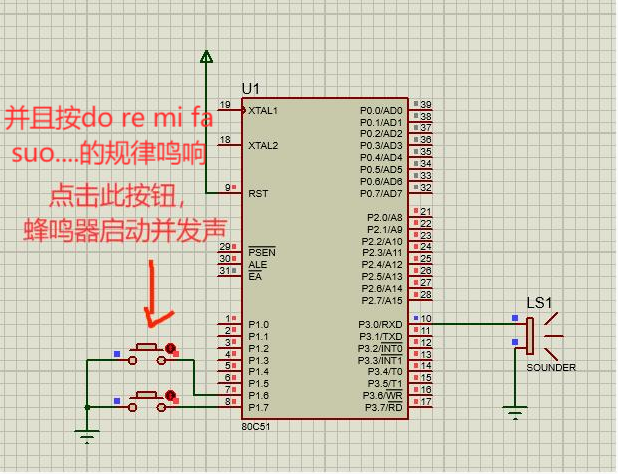 并且按do re mi fa
suo....的规律鸣响
点击此按钮,
蜂鸣器启动并发声
U1
19 XTAL1
18 XTAL2
9 RST
29 PSEN
30 ALE
31 EA
1 P1.0
2 P1.1
3 P1.2
4 P1.3
5 P1.4
6 P1.5
7 P1.6
8 P1.7
P0.0/AD0 39
P0.1/AD1 38
P0.2/AD2 37
P0.3/AD3 36
P0.4/AD4 35
P0.5/AD5 34
P0.6/AD6 33
P0.7/AD7 32
P2.0/A8 21
P2.1/A9 22
P2.2/A10 23
P2.3/A11 24
P2.4/A12 25
P2.5/A13 26
P2.6/A14 27
P2.7/A15 28
P3.0/RXD 10
P3.1/TXD 11
P3.2/INT0 12
P3.3/INT1 13
P3.4/T0 14
P3.5/T1 15
P3.6/WR 16
P3.7/RD 17
80C51
LS1
SOUNDER